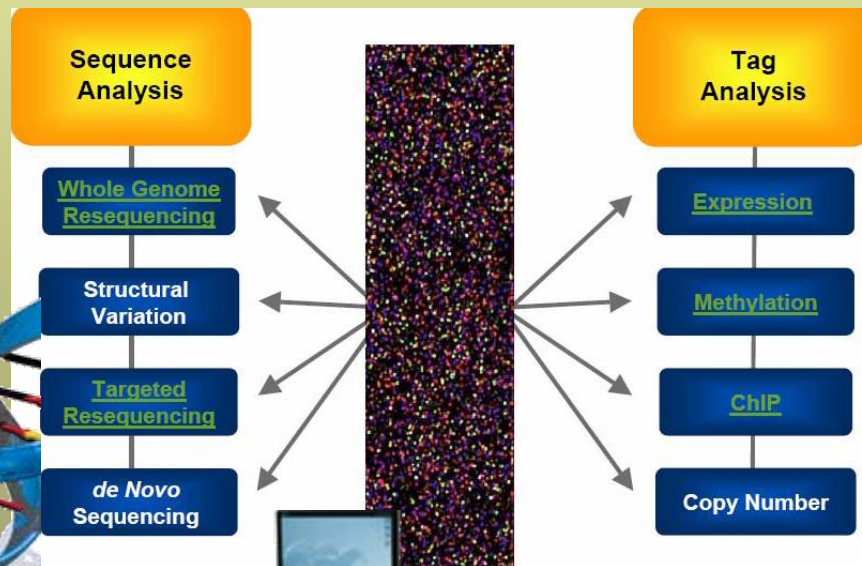 Sequence
Analysis
Whole Genome
Resequencing
Structural
Variation
Targeted
Resequencing
de Novo
Sequencing
Tag
Analysis
Expression
Methylation
ChIP
Copy Number